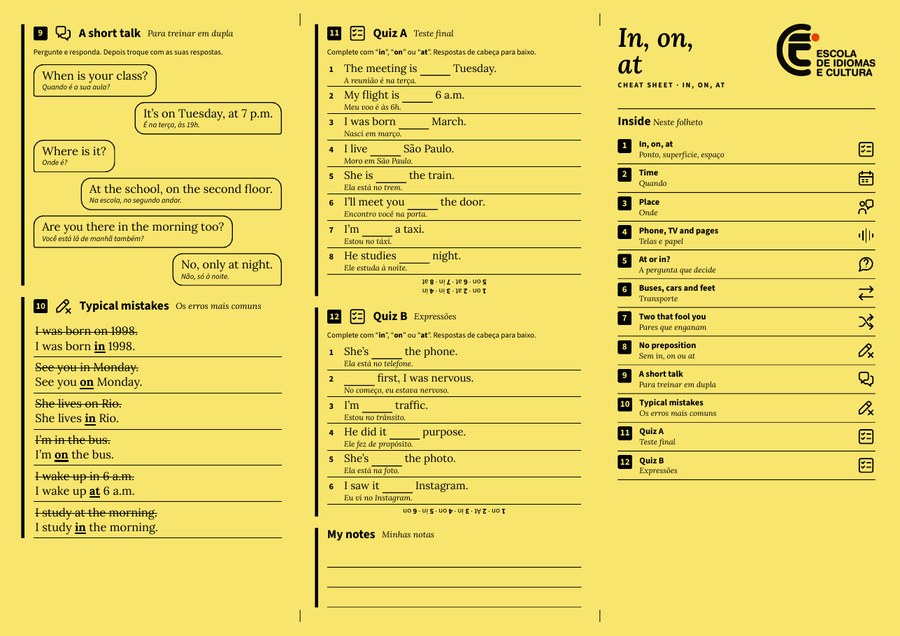 9 A short talk Para treinar em dupla
Pergunte e responda. Depois troque com as suas respostas.
When is your class?
Quando é a sua aula?
It's on Tuesday, at 7 p.m.
É na terça, às 19h.
Where is it?
Onde é?
At the school, on the second floor.
Na escola, no segundo andar.
Are you there in the morning too?
Você está lá de manhã também?
No, only at night.
Não, só à noite.
10 Typical mistakes Os erros mais comuns
I was born on 1998.
I was born in 1998.
See you in Monday.
See you on Monday.
She lives on Rio.
She lives in Rio.
I'm in the bus.
I'm on the bus.
I wake up in 6 a.m.
I wake up at 6 a.m.
I study at the morning.
I study in the morning.
11 Quiz A Teste final
Complete com "in", "on" ou "at". Respostas de cabeça para baixo.
1 The meeting is _____ Tuesday.
A reunião é na terça.
2 My flight is _____ 6 a.m.
Meu voo é às 6h.
3 I was born _____ March.
Nasci em março.
4 I live _____ São Paulo.
Moro em São Paulo.
5 She is _____ the train.
Ela está no trem.
6 I'll meet you _____ the door.
Encontro você na porta.
7 I'm _____ a taxi.
Estou no táxi.
8 He studies _____ night.
Ele estuda à noite.
1 on · 2 at · 3 in · 4 in
5 on · 6 at · 7 in · 8 at
12 Quiz B Expressões
Complete com "in", "on" ou "at". Respostas de cabeça para baixo.
1 She's _____ the phone.
Ela está no telefone.
2 _____ first, I was nervous.
No começo, eu estava nervoso.
3 I'm _____ traffic.
Estou no trânsito.
4 He did it _____ purpose.
Ele fez de propósito.
5 She's _____ the photo.
Ela está na foto.
6 I saw it _____ Instagram.
Eu vi no Instagram.
1 on · 2 At · 3 in · 4 on · 5 in · 6 on
My notes Minhas notas
In, on,
at
CHEAT SHEET · IN, ON, AT
ESCOLA
DE IDIOMAS
E CULTURA
Inside Neste folheto
1 In, on, at
Ponto, superfície, espaço
2 Time
Quando
3 Place
Onde
4 Phone, TV and pages
Telas e papel
5 At or in?
A pergunta que decide
6 Buses, cars and feet
Transporte
7 Two that fool you
Pares que enganam
8 No preposition
Sem in, on ou at
9 A short talk
Para treinar em dupla
10 Typical mistakes
Os erros mais comuns
11 Quiz A
Teste final
12 Quiz B
Expressões